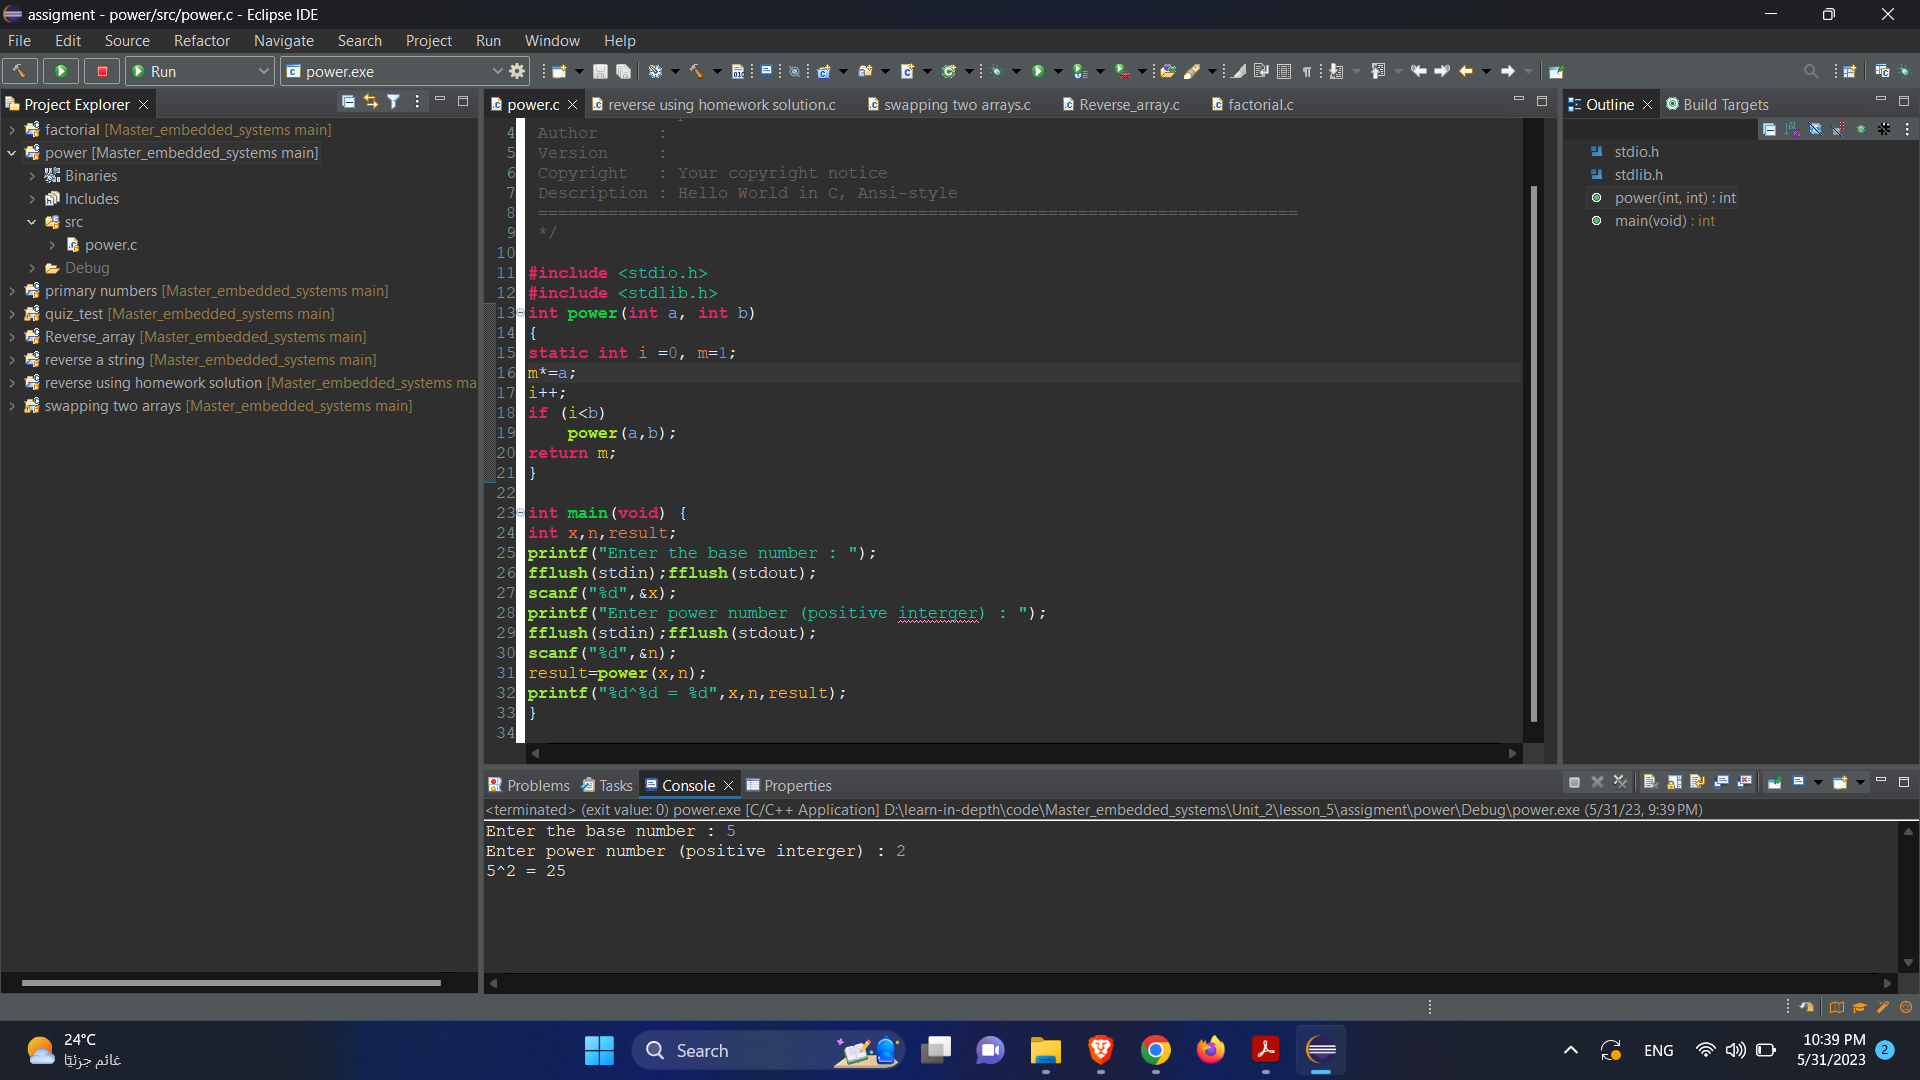 assigment - power/src/power.c - Eclipse IDE
File Edit Source Refactor Navigate Search Project Run Window Help
Run power.exe
Project Explorer
factorial [Master_embedded_systems main]
power [Master_embedded_systems main]
Binaries
Includes
src
power.c
Debug
primary numbers [Master_embedded_systems main]
quiz_test [Master_embedded_systems main]
Reverse_array [Master_embedded_systems main]
reverse a string [Master_embedded_systems main]
reverse using homework solution [Master_embedded_systems ma
swapping two arrays [Master_embedded_systems main]
power.c reverse using homework solution.c swapping two arrays.c Reverse_array.c factorial.c
4 Author :
5 Version :
6 Copyright : Your copyright notice
7 Description : Hello World in C, Ansi-style
8 ============================================================================
9 */
10
11 #include <stdio.h>
12 #include <stdlib.h>
13 int power(int a, int b)
14 {
15 static int i =0, m=1;
16 m*=a;
17 i++;
18 if (i<b)
19 power(a,b);
20 return m;
21 }
22
23 int main(void) {
24 int x,n,result;
25 printf("Enter the base number : ");
26 fflush(stdin);fflush(stdout);
27 scanf("%d",&x);
28 printf("Enter power number (positive interger) : ");
29 fflush(stdin);fflush(stdout);
30 scanf("%d",&n);
31 result=power(x,n);
32 printf("%d^%d = %d",x,n,result);
33 }
34
Outline Build Targets
stdio.h
stdlib.h
power(int, int) : int
main(void) : int
Problems Tasks Console Properties
<terminated> (exit value: 0) power.exe [C/C++ Application] D:\learn-in-depth\code\Master_embedded_systems\Unit_2\lesson_5\assigment\power\Debug\power.exe (5/31/23, 9:39 PM)
Enter the base number : 5
Enter power number (positive interger) : 2
5^2 = 25
24°C
غائم جزئيًا
Search
ENG
10:39 PM
5/31/2023
2